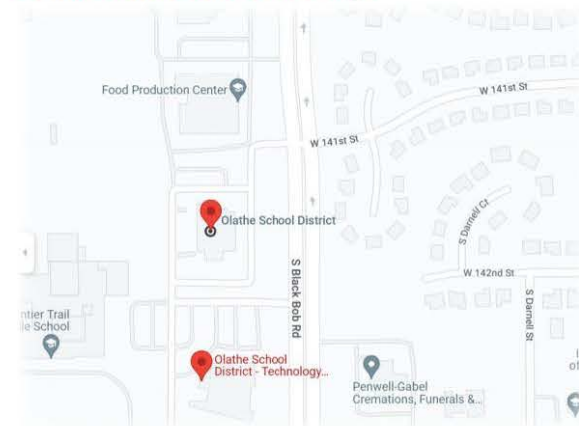 Food Production Center
W 141st St
W 141st St
Olathe School District
S Darnell Ct
S Black Bob Rd
W 142nd St
S Darnell St
ntier Trail
le School
Olathe School
District - Technology...
Penwell-Gabel
Cremations, Funerals &...
of